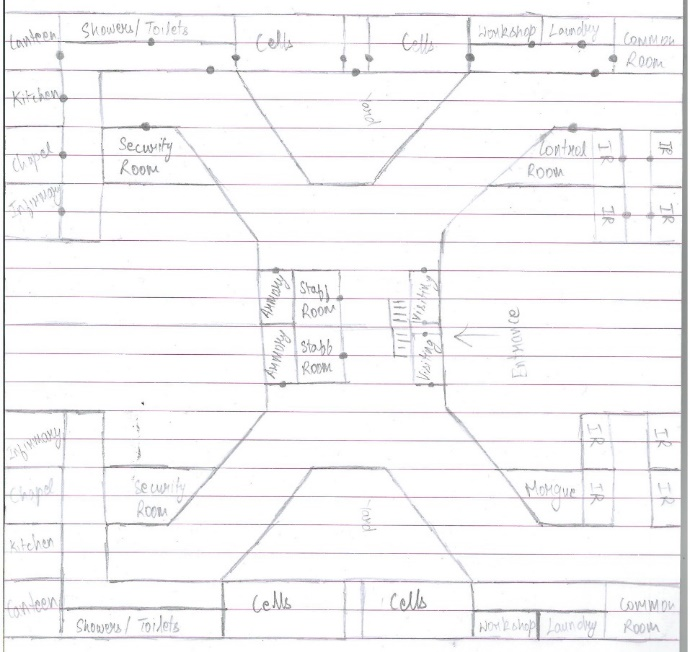 Canteen
Showers/ Toilets
Cells
Cells
Workshop
Laundry
COMMON
ROOM
Kitchen
Yard
Chapel
Security
ROOM
Control
ROOM
IR
IR
Infirmary
IR
IR
Armory
Staff
ROOM
Visiting
Armory
Staff
ROOM
Visiting
Entrance
Infirmary
IR
IR
Chapel
Security
ROOM
Yard
Morgue
IR
IR
Kitchen
Canteen
Cells
Cells
COMMON
ROOM
Showers/ Toilets
Workshop
Laundry